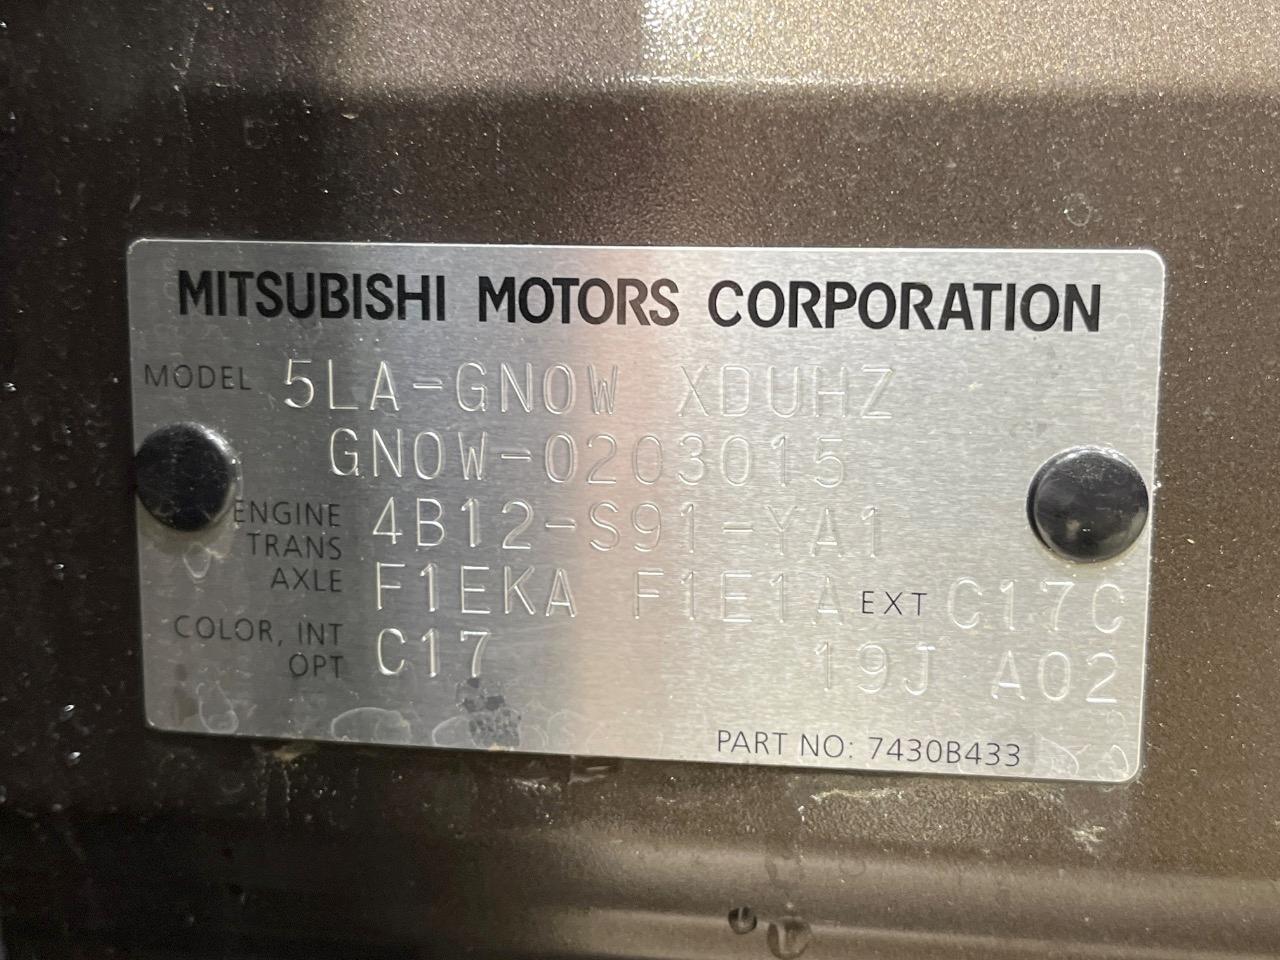 MITSUBISHI MOTORS CORPORATION
MODEL 5LA-GN0W XDUHZ
GN0W-0203015
ENGINE 4B12-S91-YA1
TRANS
AXLE F1EKA F1E1A EXT C17C
COLOR, INT C17
OPT 19J A02
PART NO: 7430B433